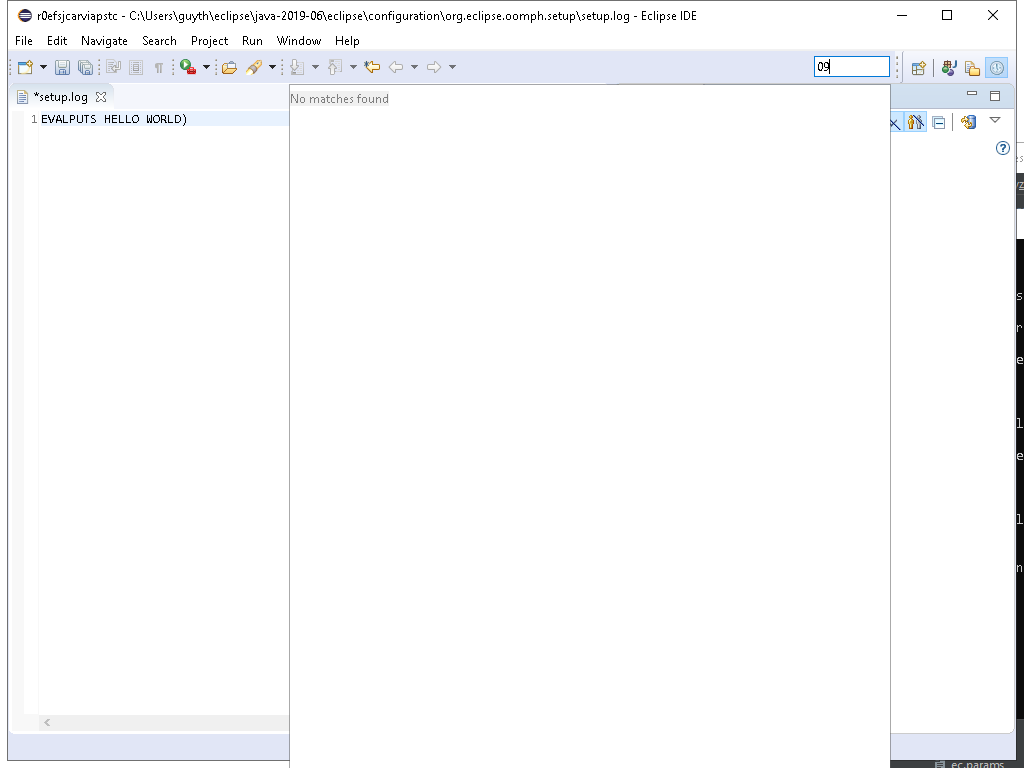 r0efsjcarviapstc - C:\Users\guyth\eclipse\java-2019-06\eclipse\configuration\org.eclipse.oomph.setup\setup.log - Eclipse IDE
File Edit Navigate Search Project Run Window Help
09
*setup.log
No matches found
1 EVALPUTS HELLO WORLD)
ec.params